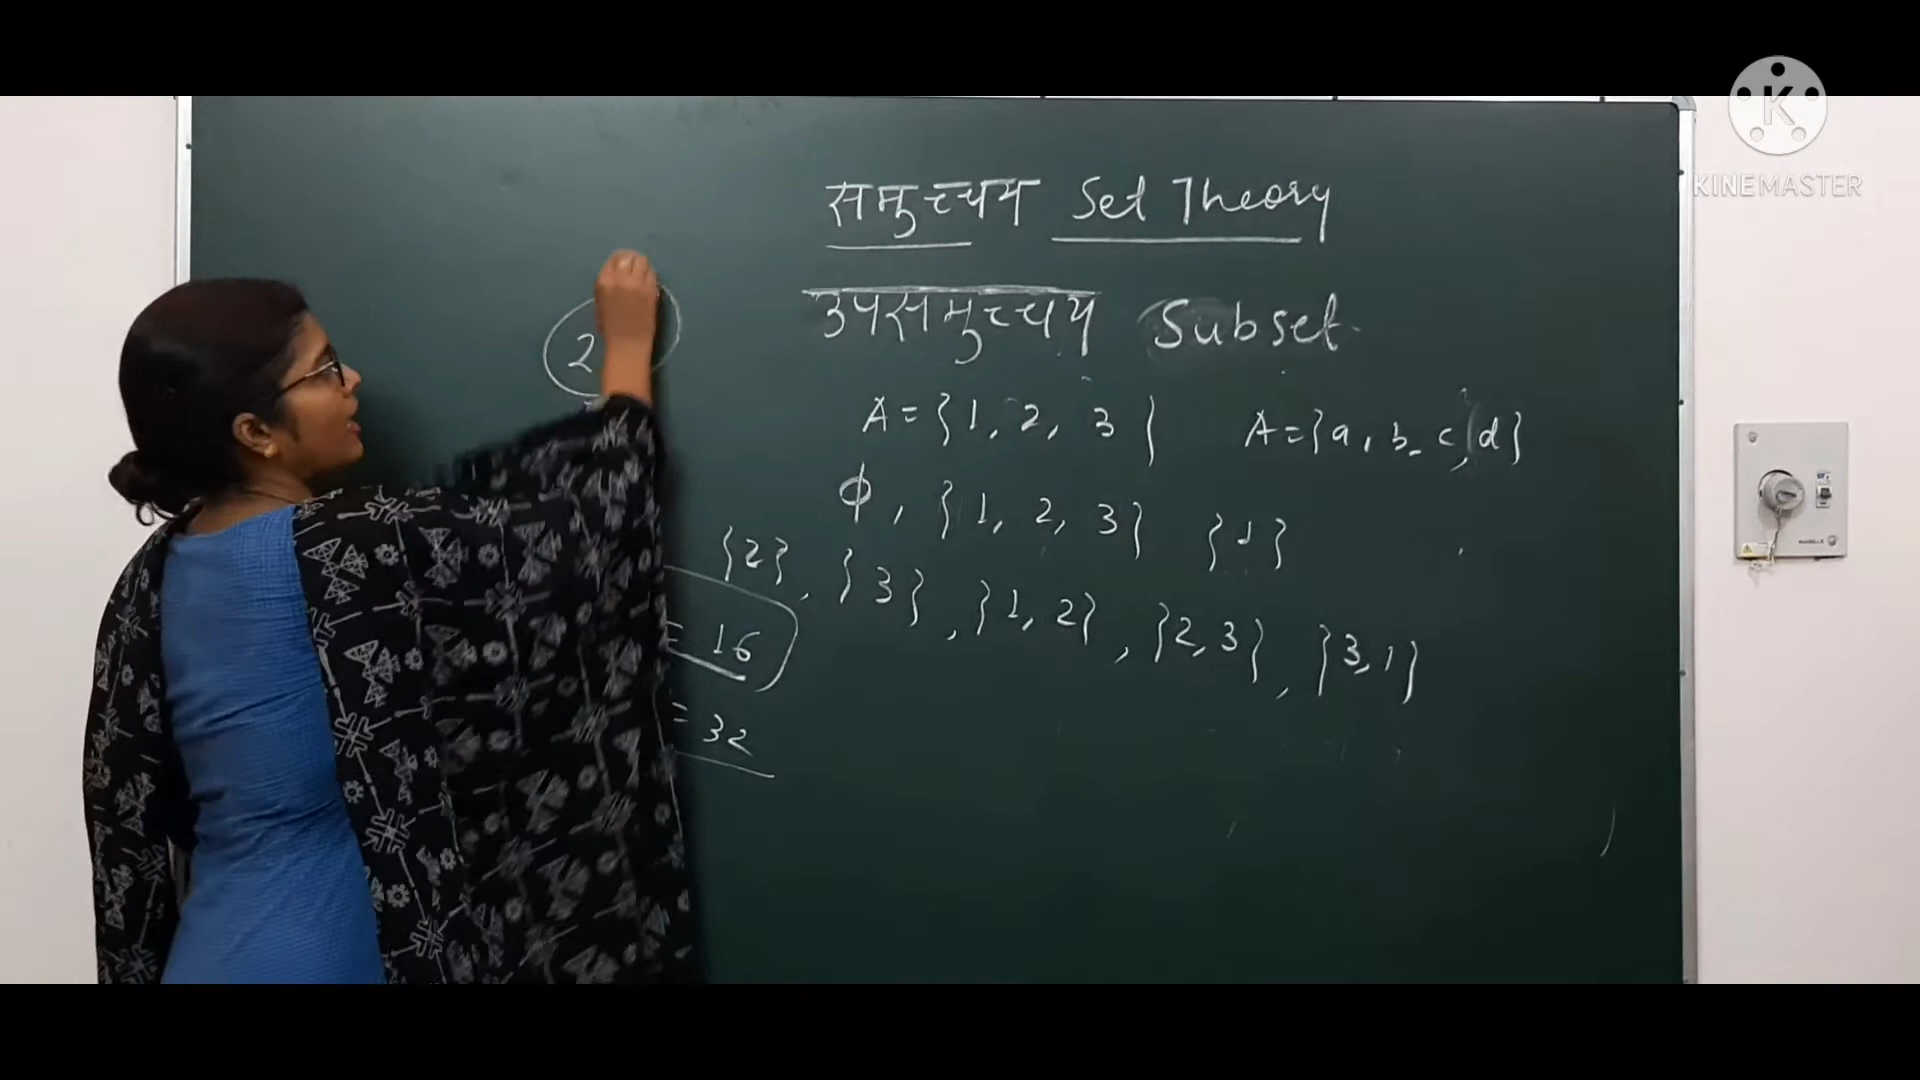 K
KINEMASTER
समुच्चय Set Theory
उपसमुच्चय Subset.
2
A = {1, 2, 3 }
A = {a, b, c, d}
ϕ, {1, 2, 3} {1}
{2}, {3}, {1, 2}, {2, 3}, {3, 1}
= 16
= 32